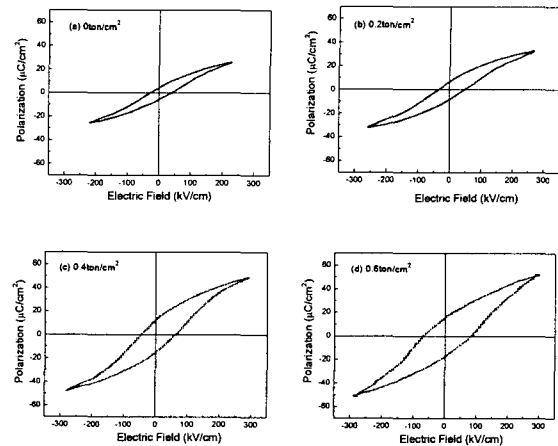 (a) 0ton/cm²
60
40
20
0
-20
-40
-60
Polarization (μC/cm²)
-300 -200 -100 0 100 200 300
Electric Field (kV/cm)
(b) 0.2ton/cm²
60
40
20
0
-20
-40
-60
Polarization (μC/cm²)
-300 -200 -100 0 100 200 300
Electric Field (kV/cm)
(c) 0.4ton/cm²
60
40
20
0
-20
-40
-60
Polarization (μC/cm²)
-300 -200 -100 0 100 200 300
Electric Field (kV/cm)
(d) 0.6ton/cm²
60
40
20
0
-20
-40
-60
Polarization (μC/cm²)
-300 -200 -100 0 100 200 300
Electric Field (kV/cm)